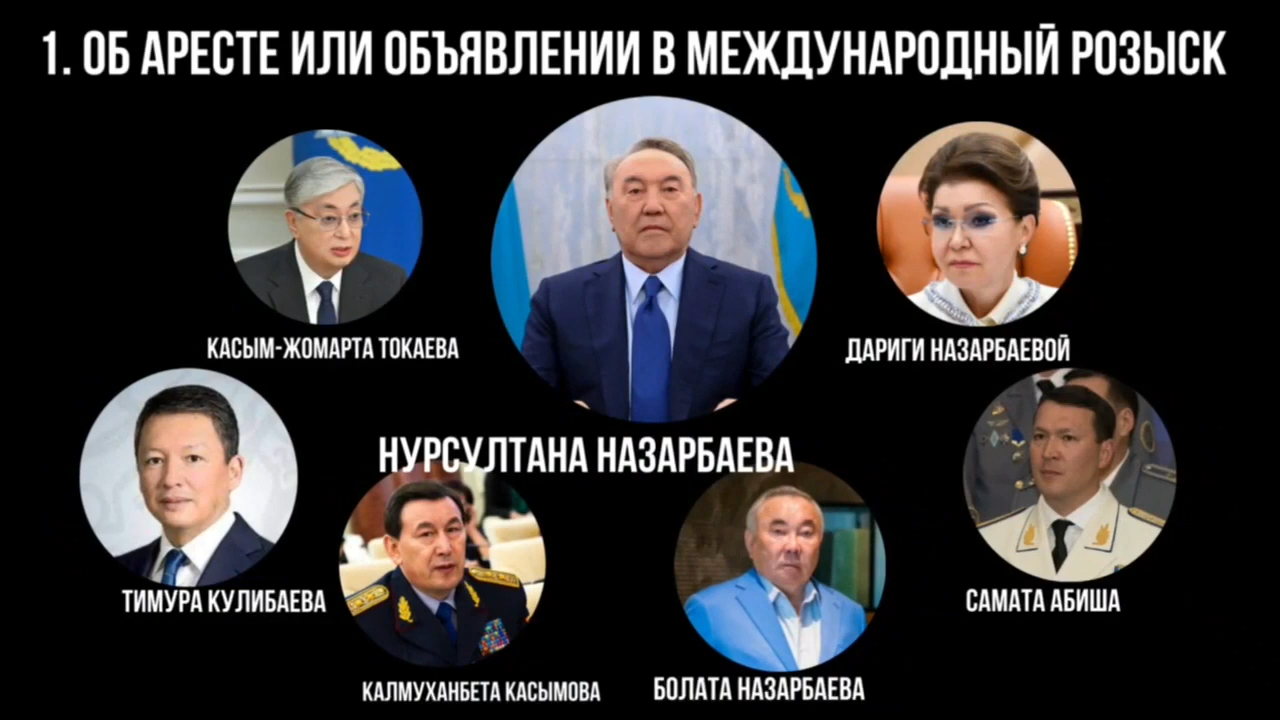 1. ОБ АРЕСТЕ ИЛИ ОБЪЯВЛЕНИИ В МЕЖДУНАРОДНЫЙ РОЗЫСК
КАСЫМ-ЖОМАРТА ТОКАЕВА
ДАРИГИ НАЗАРБАЕВОЙ
НУРСУЛТАНА НАЗАРБАЕВА
ТИМУРА КУЛИБАЕВА
САМАТА АБИША
КАЛМУХАНБЕТА КАСЫМОВА
БОЛАТА НАЗАРБАЕВА